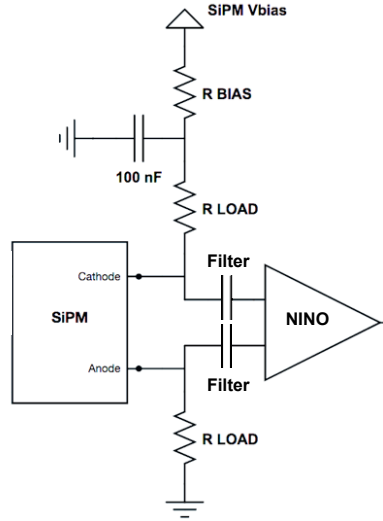 SiPM Vbias
R BIAS
100 nF
R LOAD
Filter
Cathode
SiPM
NINO
Anode
Filter
R LOAD